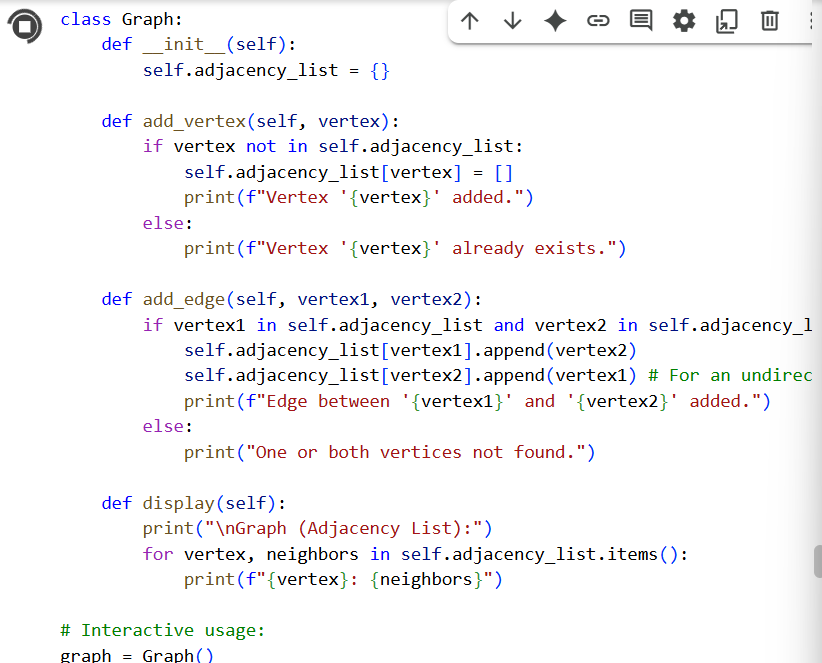 class Graph:
    def __init__(self):
        self.adjacency_list = {}

    def add_vertex(self, vertex):
        if vertex not in self.adjacency_list:
            self.adjacency_list[vertex] = []
            print(f"Vertex '{vertex}' added.")
        else:
            print(f"Vertex '{vertex}' already exists.")

    def add_edge(self, vertex1, vertex2):
        if vertex1 in self.adjacency_list and vertex2 in self.adjacency_l
            self.adjacency_list[vertex1].append(vertex2)
            self.adjacency_list[vertex2].append(vertex1) # For an undirec
            print(f"Edge between '{vertex1}' and '{vertex2}' added.")
        else:
            print("One or both vertices not found.")

    def display(self):
        print("\nGraph (Adjacency List):")
        for vertex, neighbors in self.adjacency_list.items():
            print(f"{vertex}: {neighbors}")

# Interactive usage:
graph = Graph()